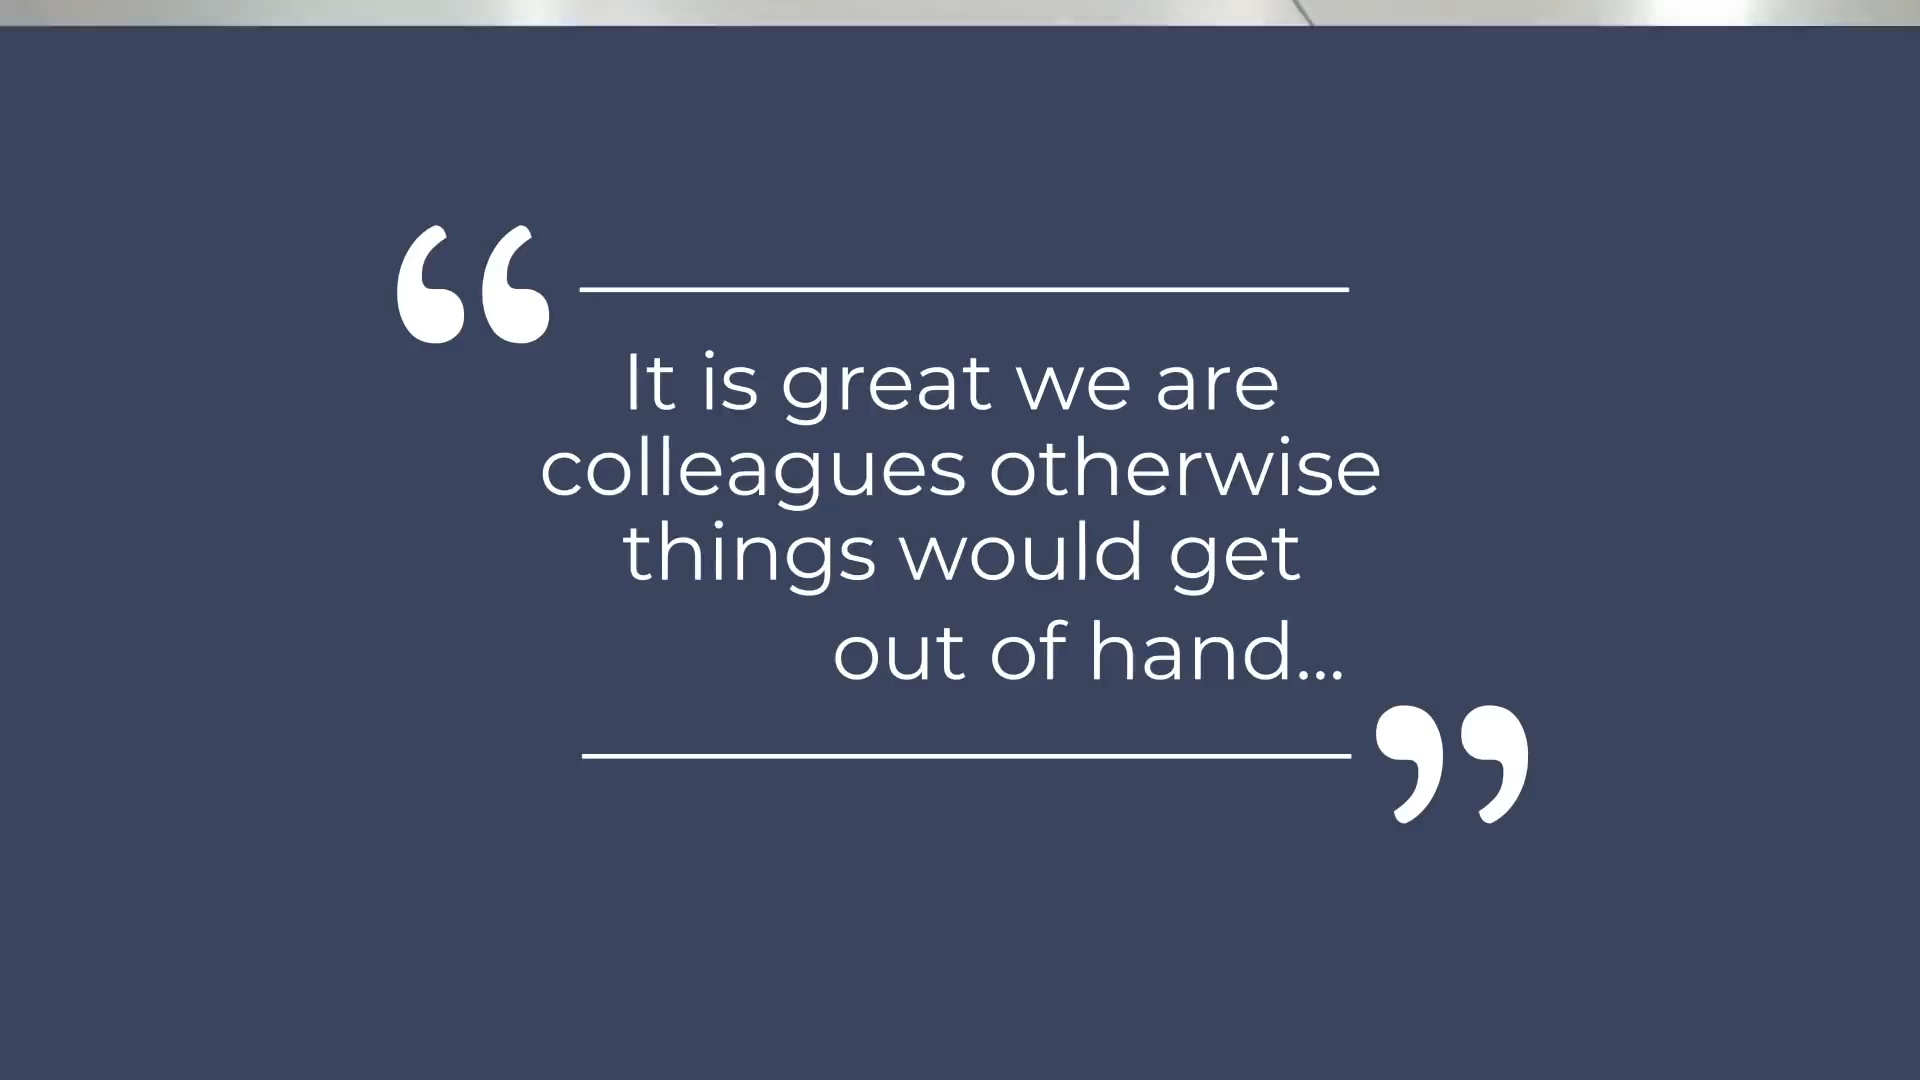 “
It is great we are
colleagues otherwise
things would get
out of hand...
”